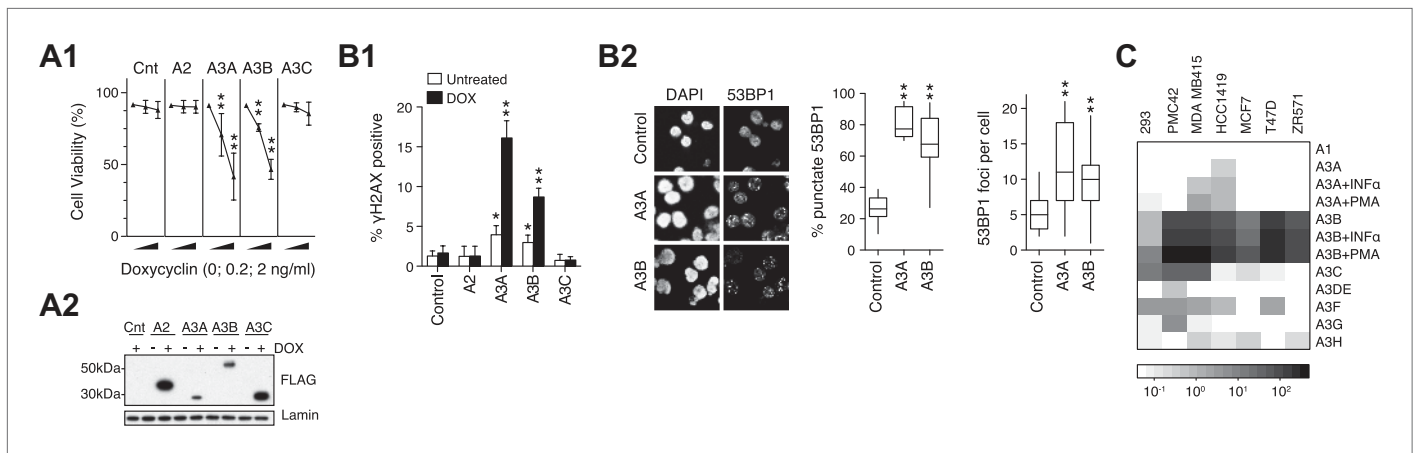 A1
Cnt A2 A3A A3B A3C
100
50
0
Cell Viability (%)
** ** ** **
Doxycyclin (0; 0.2; 2 ng/ml)
A2
Cnt A2 A3A A3B A3C
+ - + - + - + - + DOX
50kDa
30kDa
FLAG
Lamin
B1
Untreated
DOX
20
15
10
5
0
% γH2AX positive
* ** * **
Control A2 A3A A3B A3C
B2
DAPI 53BP1
Control
A3A
A3B
% punctate 53BP1
100
80
60
40
20
0
** **
Control A3A A3B
53BP1 foci per cell
20
15
10
5
0
** **
Control A3A A3B
C
293 PMC42 MDA MB415 HCC1419 MCF7 T47D ZR571
A1
A3A
A3A+INFα
A3A+PMA
A3B
A3B+INFα
A3B+PMA
A3C
A3DE
A3F
A3G
A3H
10⁻¹ 10⁰ 10¹ 10²